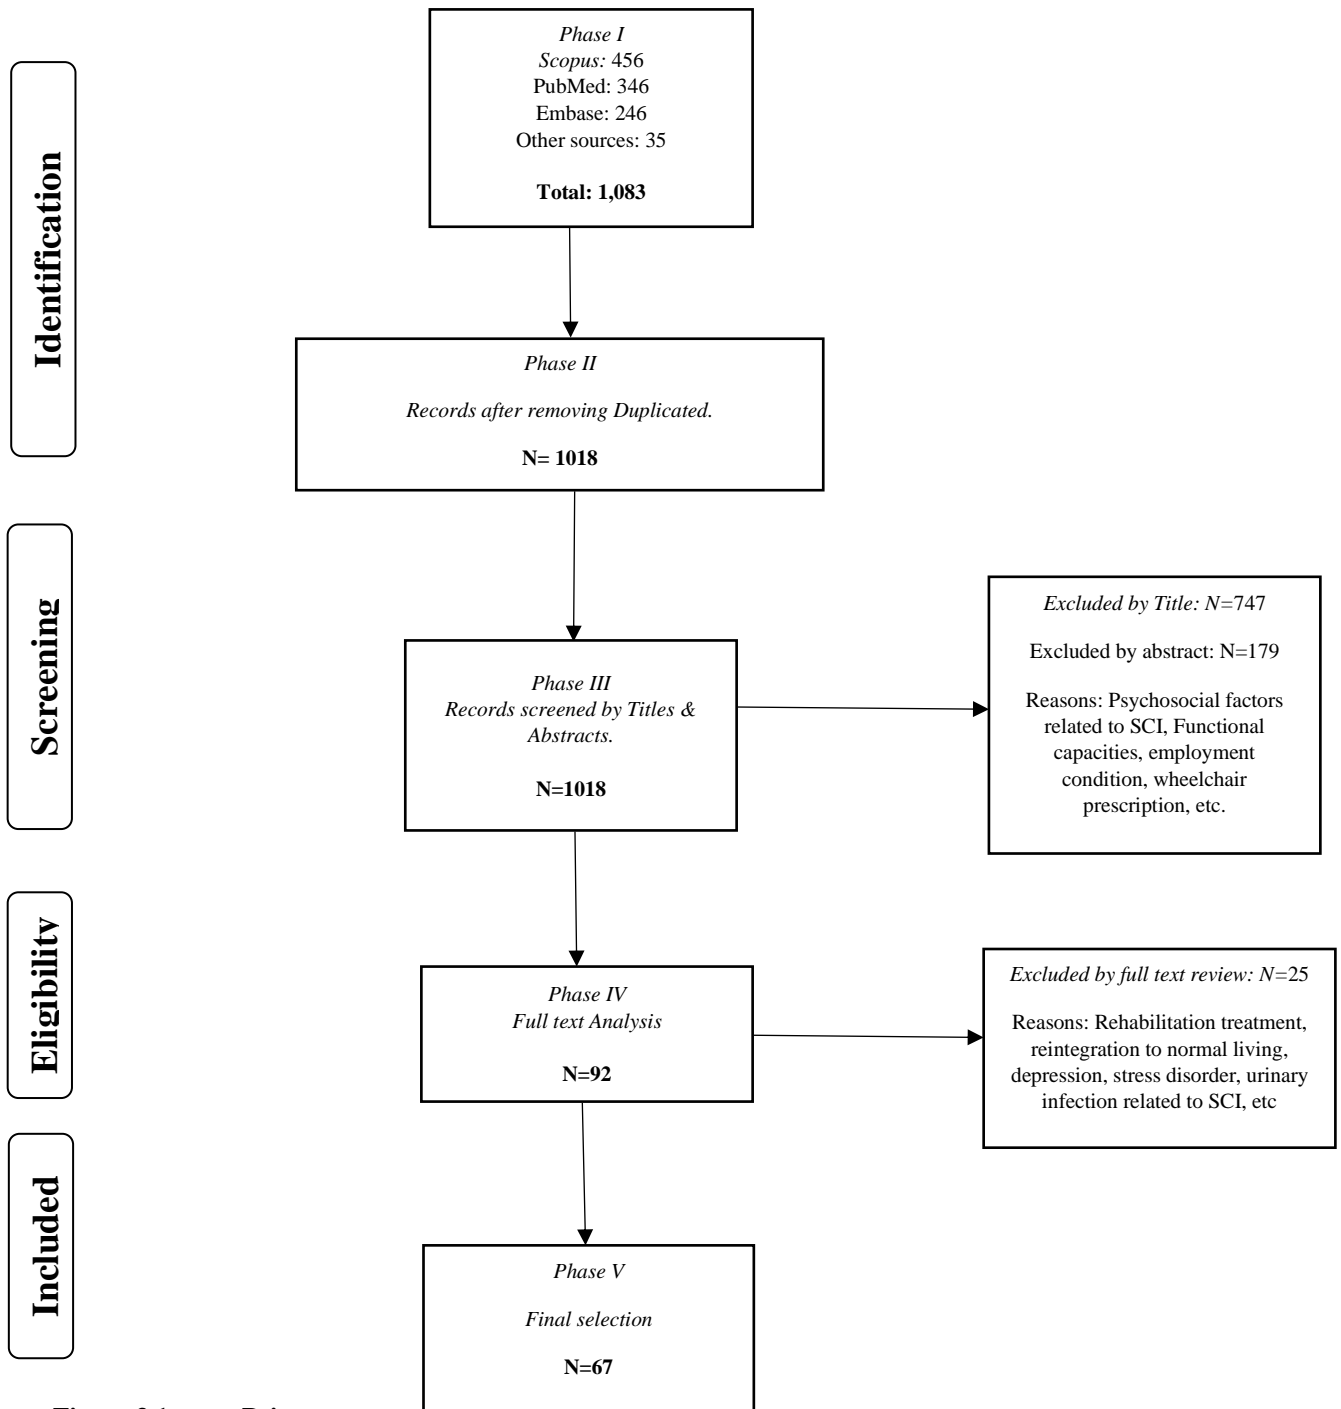 Identification
Phase I
Scopus: 456
PubMed: 346
Embase: 246
Other sources: 35
Total: 1,083
Phase II
Records after removing Duplicated.
N= 1018
Screening
Phase III
Records screened by Titles &
Abstracts.
N=1018
Excluded by Title: N=747
Excluded by abstract: N=179
Reasons: Psychosocial factors
related to SCI, Functional
capacities, employment
condition, wheelchair
prescription, etc.
Eligibility
Phase IV
Full text Analysis
N=92
Excluded by full text review: N=25
Reasons: Rehabilitation treatment,
reintegration to normal living,
depression, stress disorder, urinary
infection related to SCI, etc
Included
Phase V
Final selection
N=67